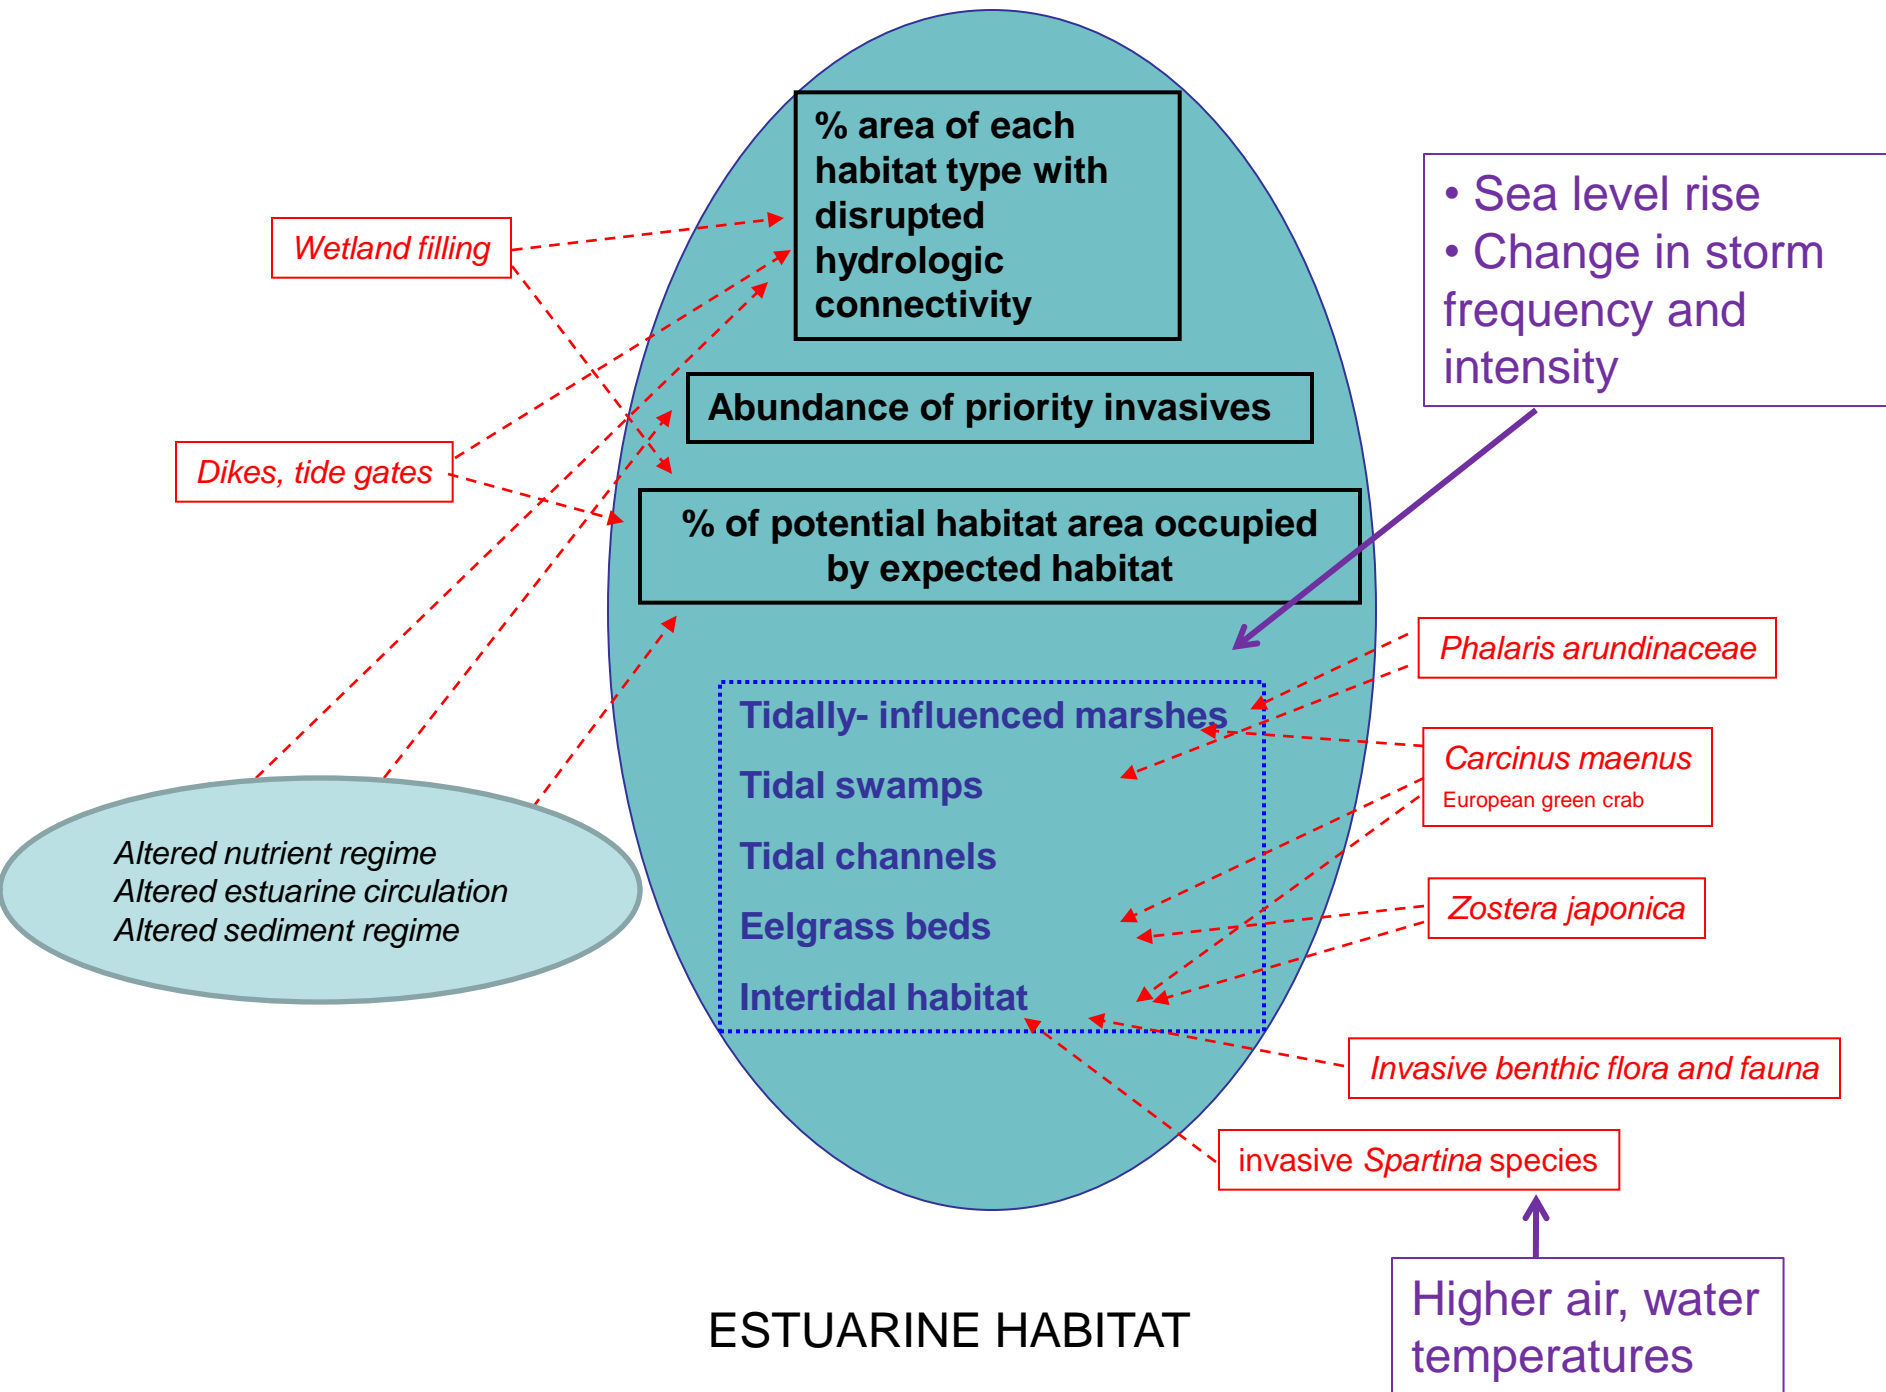 % area of each
habitat type with
disrupted
hydrologic
connectivity
• Sea level rise
• Change in storm
frequency and
intensity
Wetland filling
Abundance of priority invasives
Dikes, tide gates
% of potential habitat area occupied
by expected habitat
Phalaris arundinaceae
Tidally- influenced marshes
Carcinus maenus
European green crab
Tidal swamps
Tidal channels
Altered nutrient regime
Altered estuarine circulation
Altered sediment regime
Eelgrass beds
Zostera japonica
Intertidal habitat
Invasive benthic flora and fauna
invasive Spartina species
Higher air, water
temperatures
ESTUARINE HABITAT